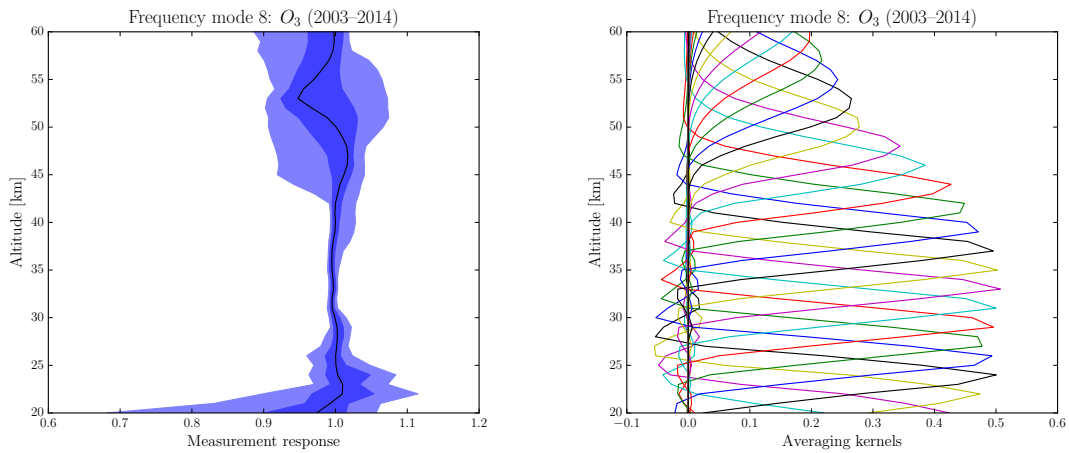 Frequency mode 8: O₃ (2003–2014)
60
55
50
45
40
35
30
25
20
Altitude [km]
0.6 0.7 0.8 0.9 1.0 1.1 1.2
Measurement response
Frequency mode 8: O₃ (2003–2014)
60
55
50
45
40
35
30
25
20
Altitude [km]
−0.1 0.0 0.1 0.2 0.3 0.4 0.5 0.6
Averaging kernels